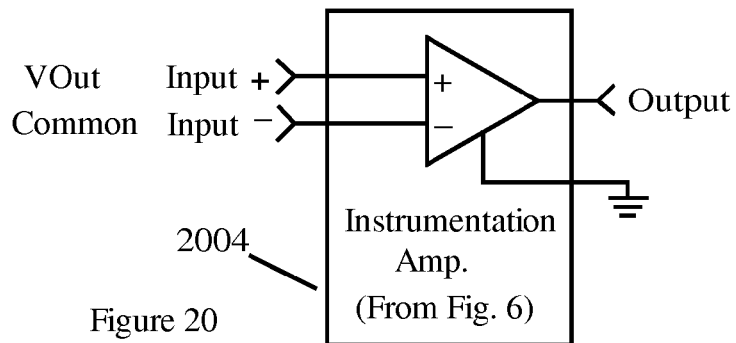 VOut Input +
Common Input −
+
−
Output
Instrumentation
Amp.
(From Fig. 6)
2004
Figure 20